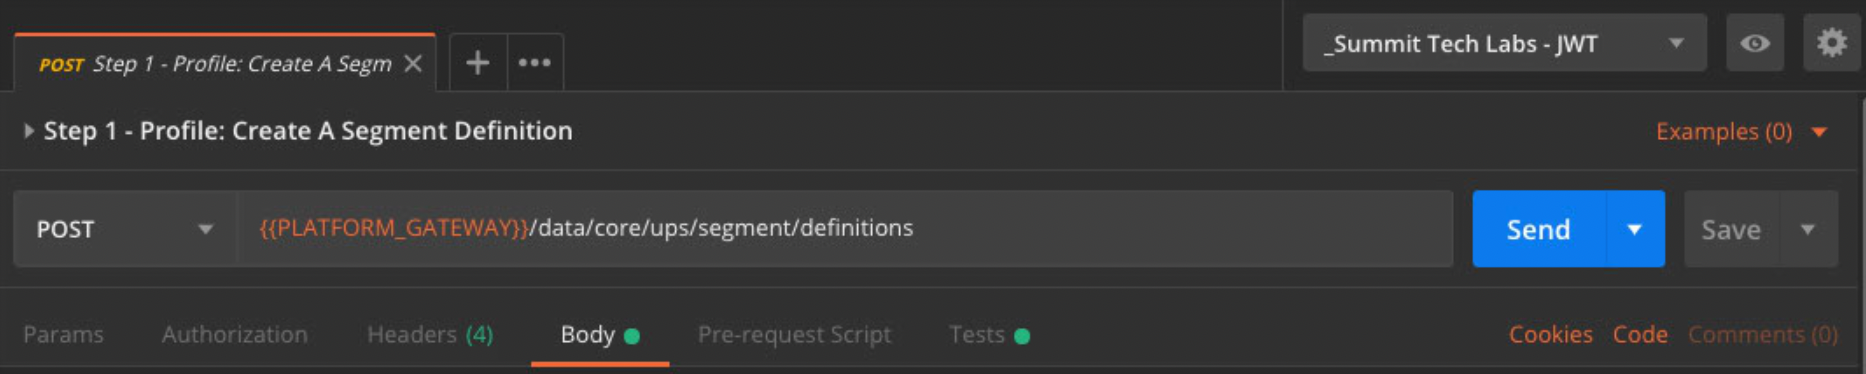 POST Step 1 - Profile: Create A Segm
_Summit Tech Labs - JWT
Step 1 - Profile: Create A Segment Definition
Examples (0)
POST {{PLATFORM_GATEWAY}}/data/core/ups/segment/definitions Send Save
Params Authorization Headers (4) Body Pre-request Script Tests Cookies Code Comments (0)